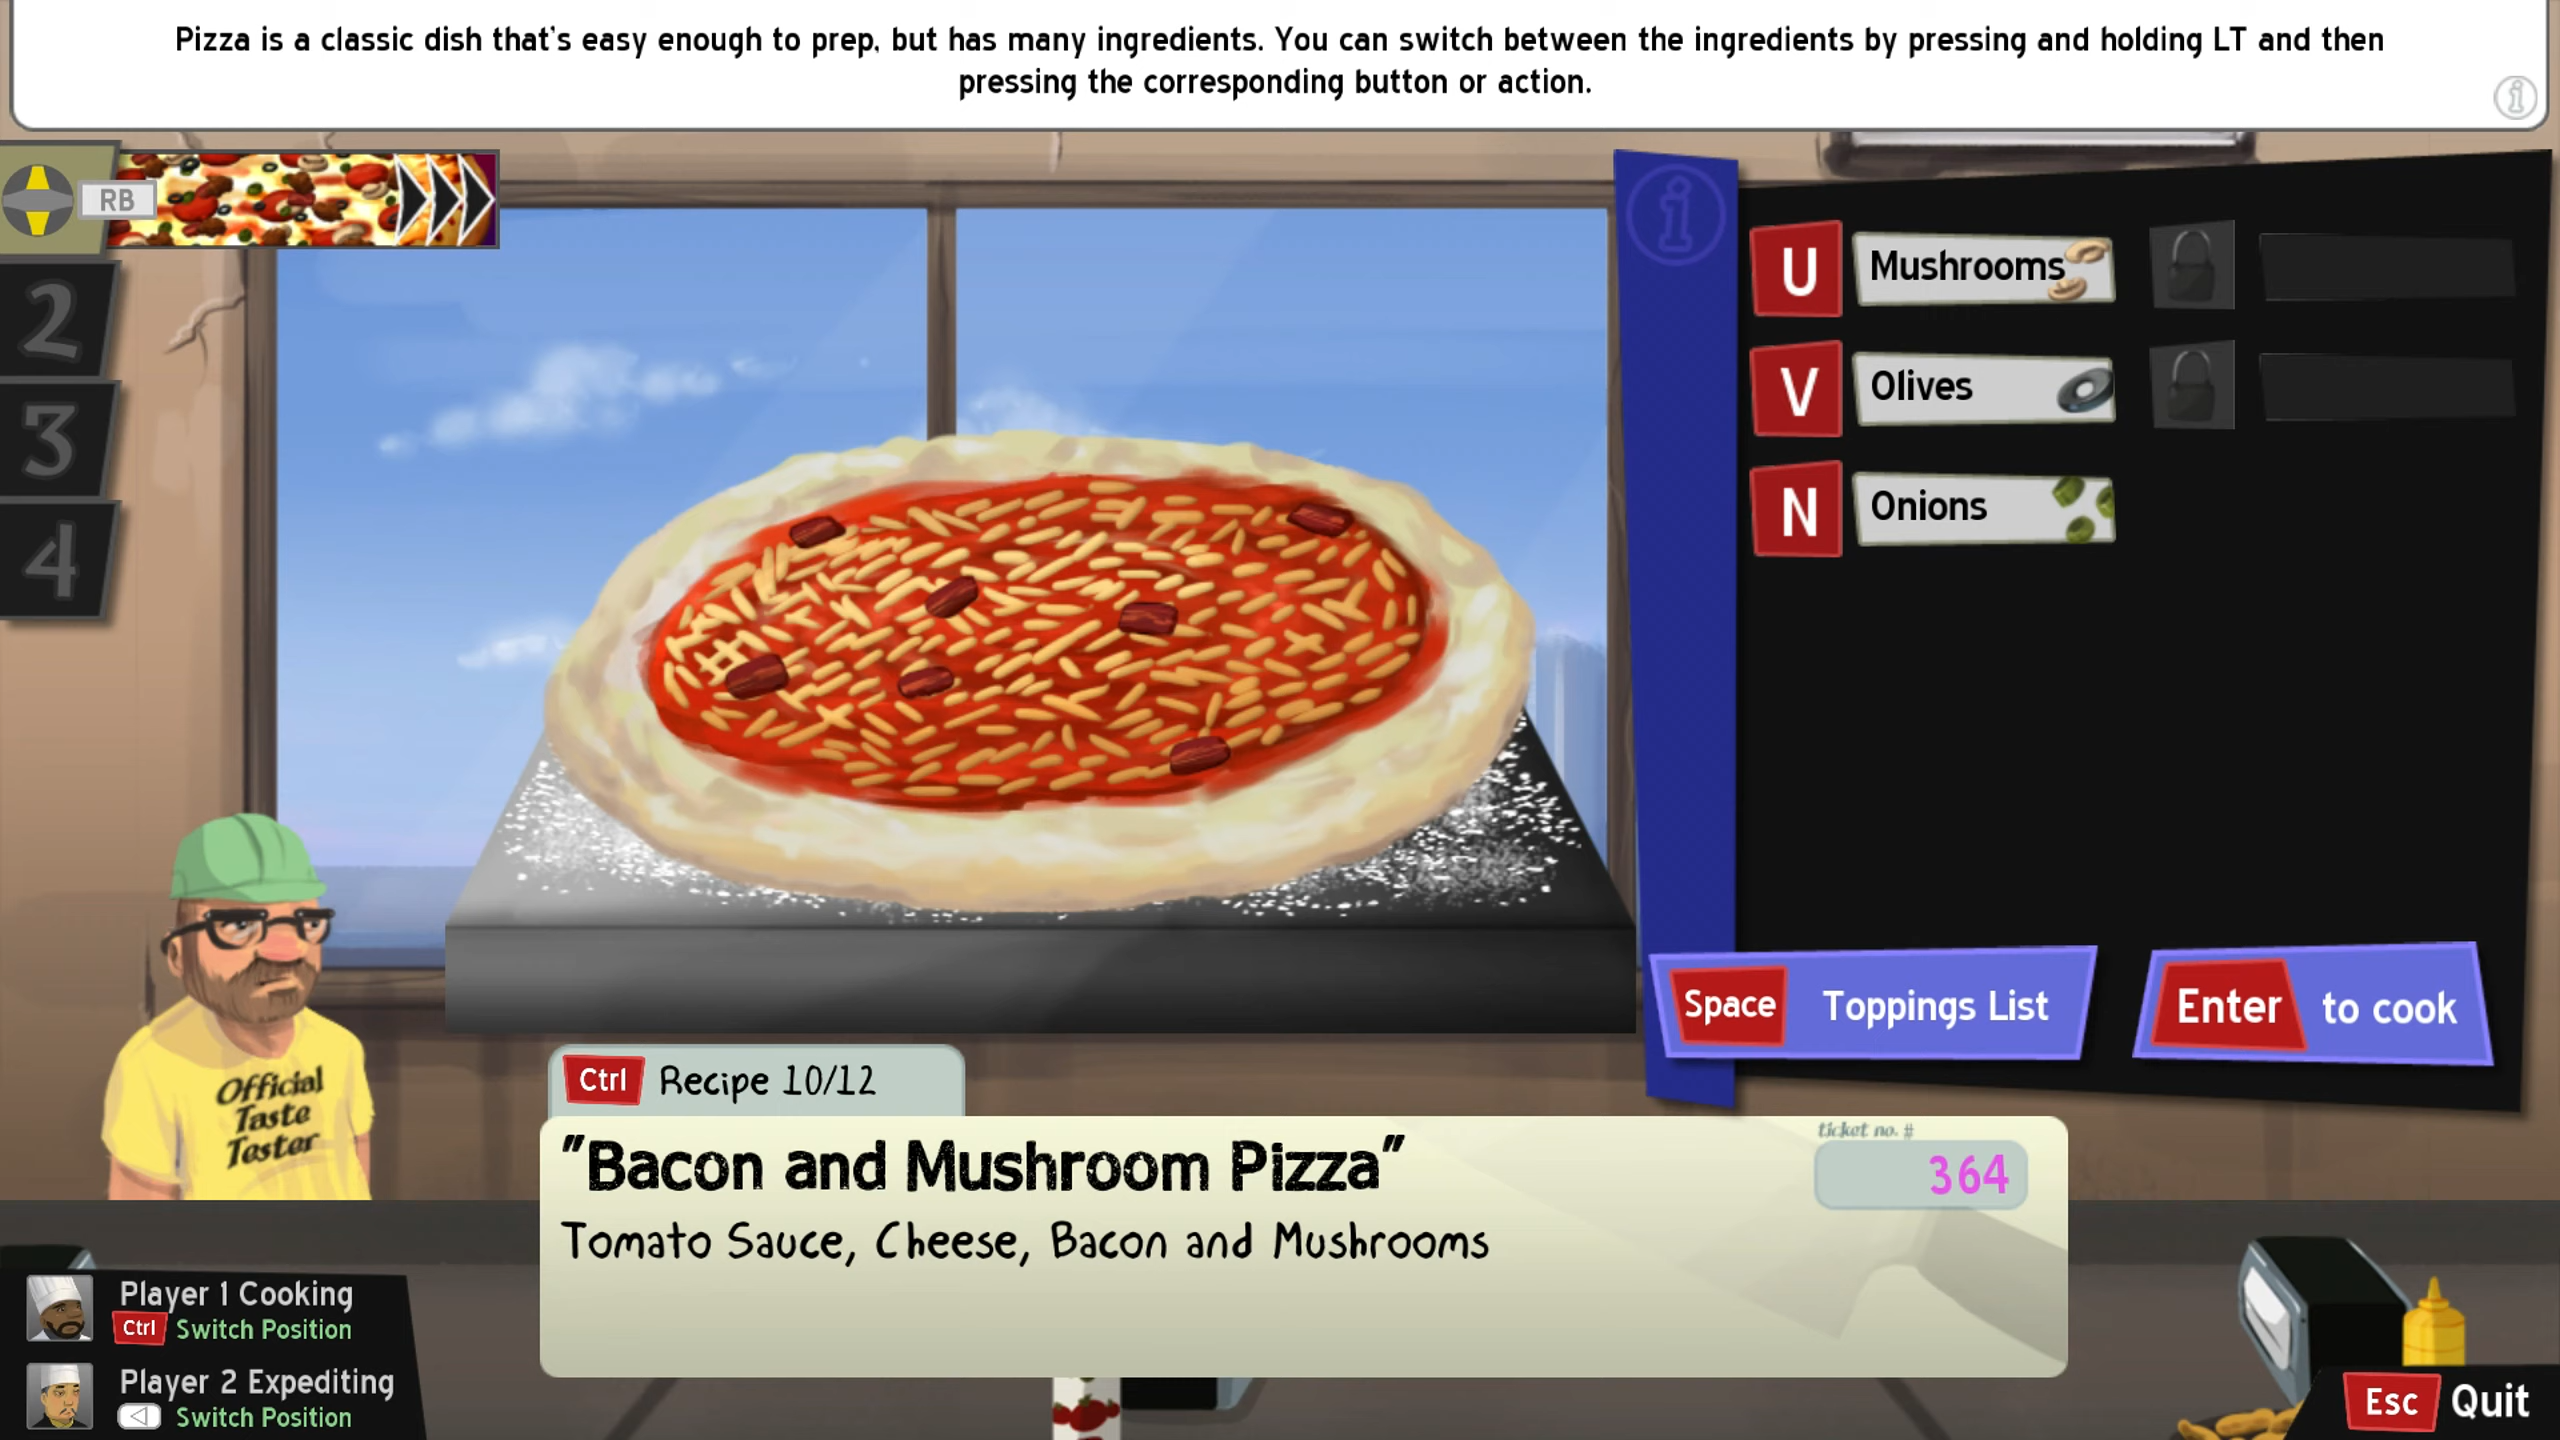 Pizza is a classic dish that's easy enough to prep, but has many ingredients. You can switch between the ingredients by pressing and holding LT and then
pressing the corresponding button or action.
RB
2
3
4
U Mushrooms
V Olives
N Onions
Space Toppings List
Enter to cook
Official
Taste
Tester
Ctrl Recipe 10/12
"Bacon and Mushroom Pizza"
ticket no. #
364
Tomato Sauce, Cheese, Bacon and Mushrooms
Player 1 Cooking
Ctrl Switch Position
Player 2 Expediting
Switch Position
Esc Quit